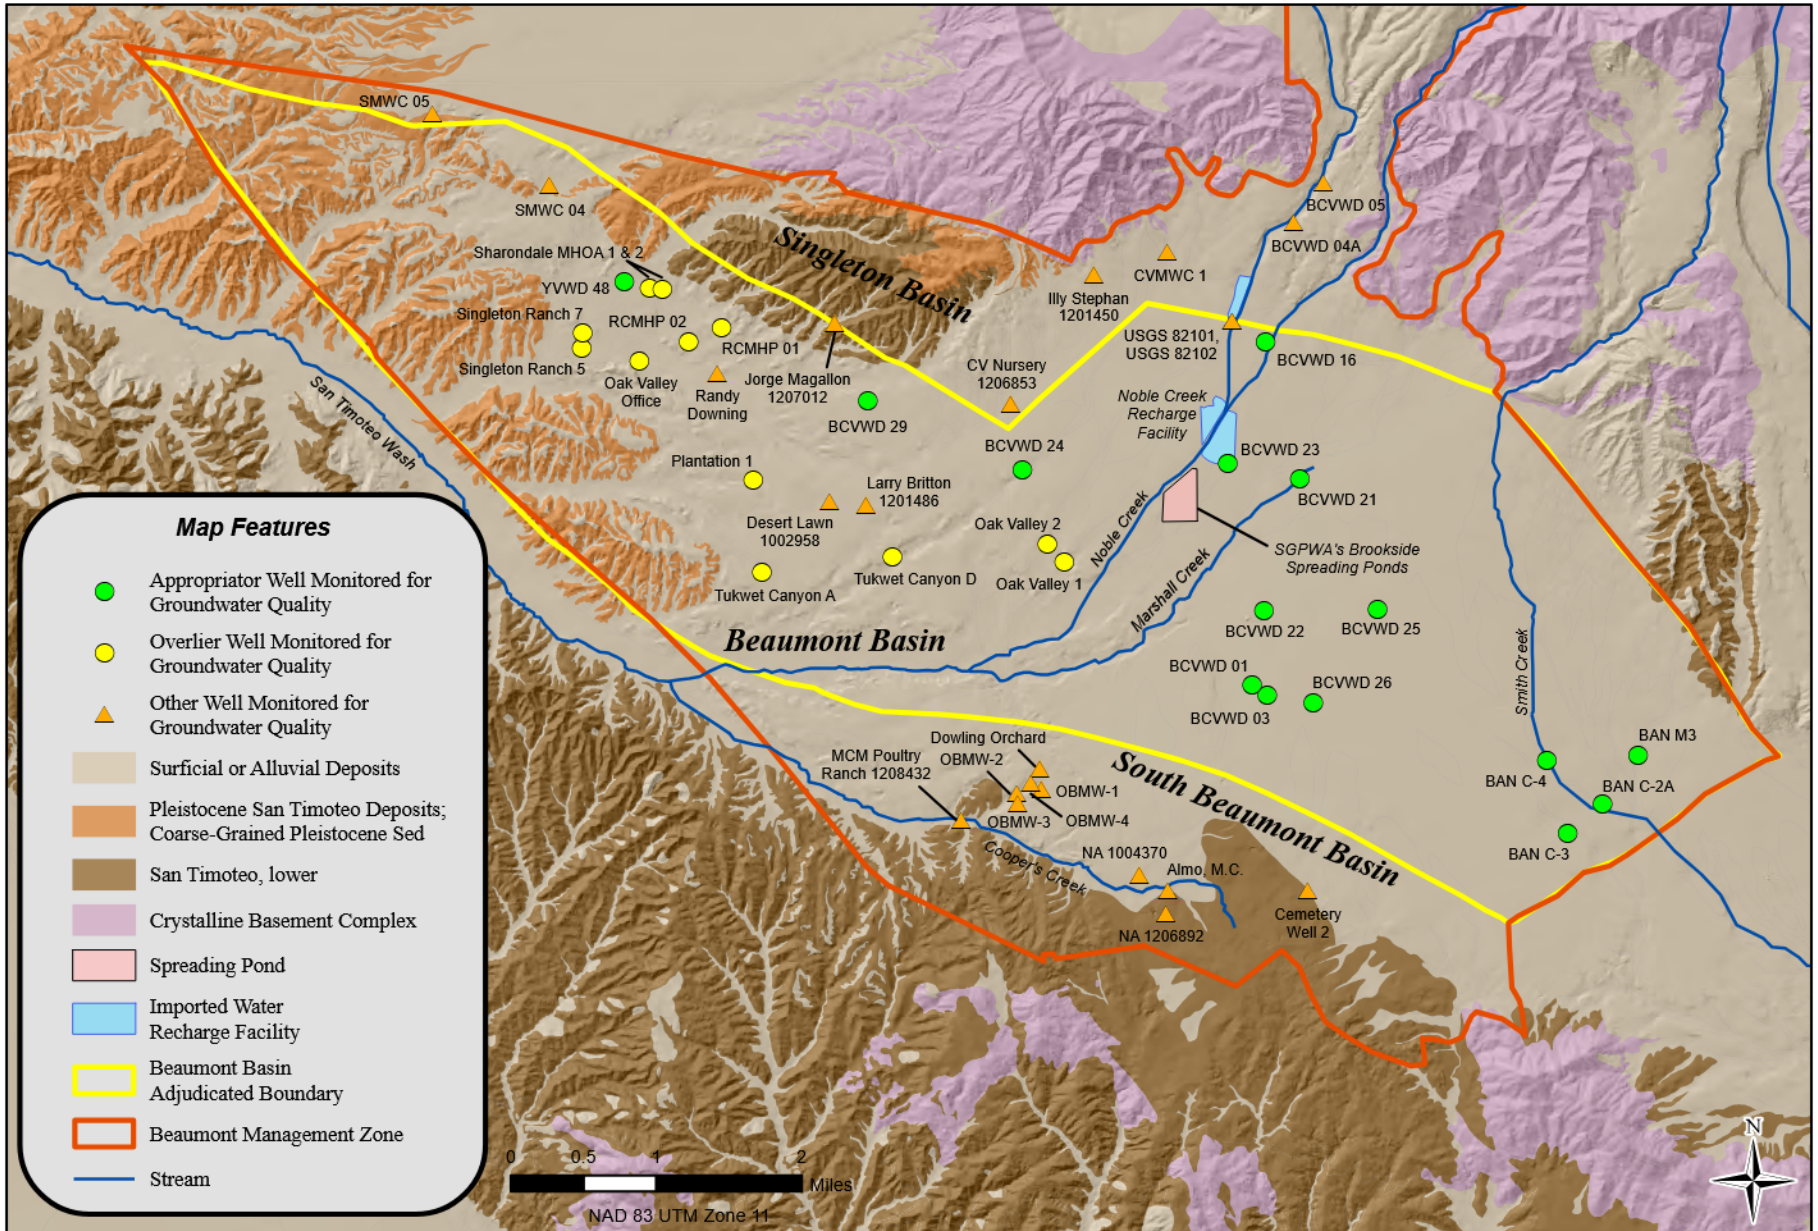 SMWC 05
SMWC 04
BCVWD 05
BCVWD 04A
Singleton Basin
Sharondale MHOA 1 & 2
YVWD 48
CVMWC 1
Illy Stephan
1201450
Singleton Ranch 7
RCMHP 02
RCMHP 01
Singleton Ranch 5
Oak Valley
Office
Randy
Downing
Jorge Magallon
1207012
CV Nursery
1206853
USGS 82101,
USGS 82102
BCVWD 16
Noble Creek
Recharge
Facility
San Timoteo Wash
BCVWD 29
BCVWD 24
BCVWD 23
BCVWD 21
Plantation 1
Larry Britton
1201486
Desert Lawn
1002958
Oak Valley 2
Oak Valley 1
Tukwet Canyon D
Tukwet Canyon A
Noble Creek
Marshall Creek
SGPWA's Brookside
Spreading Ponds
Beaumont Basin
BCVWD 22
BCVWD 25
BCVWD 01
BCVWD 03
BCVWD 26
Smith Creek
Dowling Orchard
MCM Poultry
Ranch 1208432
OBMW-2
OBMW-1
OBMW-3
OBMW-4
South Beaumont Basin
BAN M3
BAN C-4
BAN C-2A
BAN C-3
Cooper's Creek
NA 1004370
Almo, M.C.
NA 1206892
Cemetery
Well 2
Map Features
Appropriator Well Monitored for
Groundwater Quality
Overlier Well Monitored for
Groundwater Quality
Other Well Monitored for
Groundwater Quality
Surficial or Alluvial Deposits
Pleistocene San Timoteo Deposits;
Coarse-Grained Pleistocene Sed
San Timoteo, lower
Crystalline Basement Complex
Spreading Pond
Imported Water
Recharge Facility
Beaumont Basin
Adjudicated Boundary
Beaumont Management Zone
Stream
0 0.5 1 2
Miles
NAD 83 UTM Zone 11
N